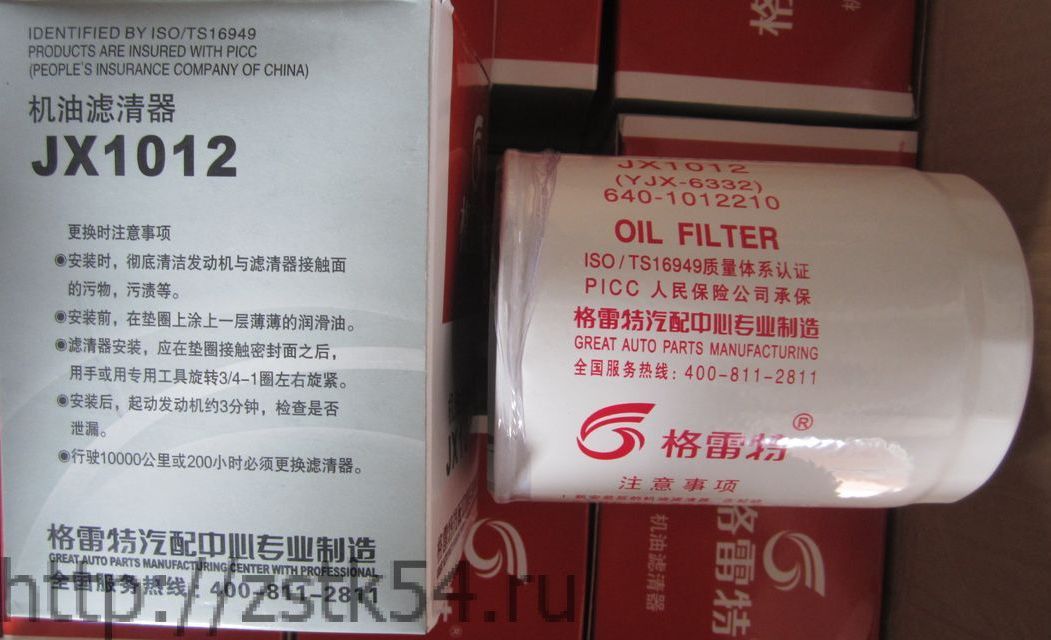 IDENTIFIED BY ISO/TS16949
PRODUCTS ARE INSURED WITH PICC
(PEOPLE'S INSURANCE COMPANY OF CHINA)
机油滤清器
JX1012
更换时注意事项
●安装时，彻底清洁发动机与滤清器接触面
的污物，污渍等。
●安装前，在垫圈上涂上一层薄薄的润滑油。
●滤清器安装，应在垫圈接触密封面之后，
用手或用专用工具旋转3/4-1圈左右旋紧。
●安装后，起动发动机约3分钟，检查是否
泄漏。
●行驶10000公里或200小时必须更换滤清器。
格雷特汽配中心专业制造
GREAT AUTO PARTS MANUFACTURING CENTER WITH PROFESSIONAL
全国服务热线：400-811-2811
JX1012
(YJX-6332)
640-1012210
OIL FILTER
ISO/TS16949质量体系认证
PICC 人民保险公司承保
格雷特汽配中心专业制造
GREAT AUTO PARTS MANUFACTURING
全国服务热线：400-811-2811
格雷特®
注意事项
格
机油滤清器
格雷特
http://zstk54.ru